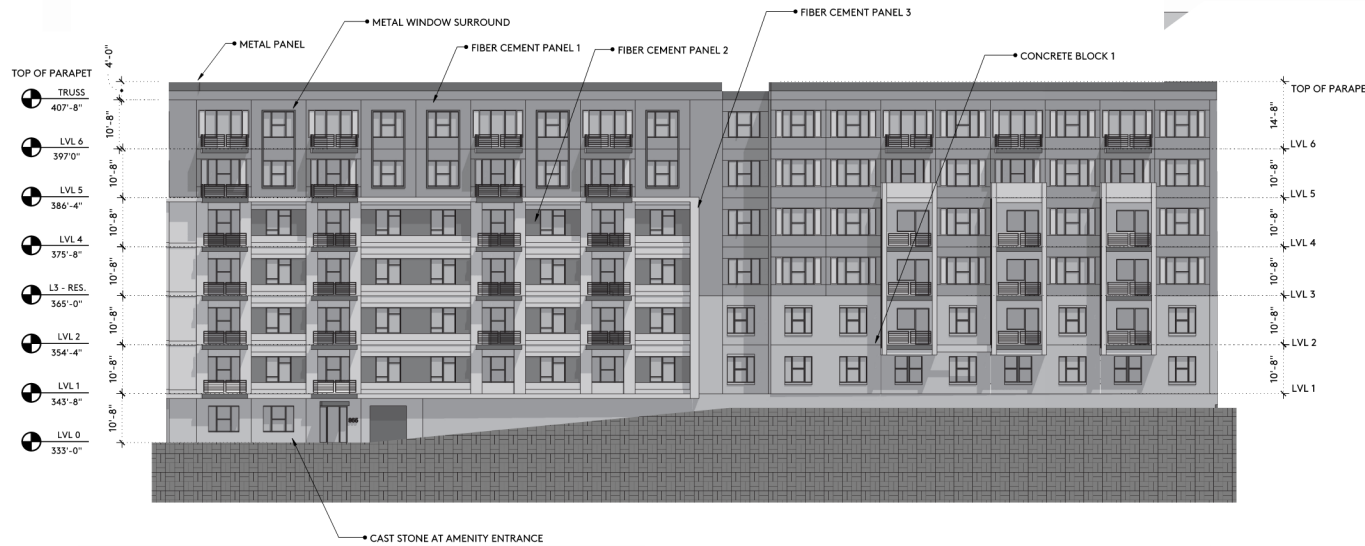 METAL WINDOW SURROUND
FIBER CEMENT PANEL 3
METAL PANEL
FIBER CEMENT PANEL 1
FIBER CEMENT PANEL 2
CONCRETE BLOCK 1
TOP OF PARAPET
4'-0"
TRUSS
407'-8"
10'-8"
LVL 6
397'0"
10'-8"
LVL 5
386'-4"
10'-8"
LVL 4
375'-8"
10'-8"
L3 - RES.
365'-0"
10'-8"
LVL 2
354'-4"
10'-8"
LVL 1
343'-8"
10'-8"
LVL 0
333'-0"
TOP OF PARAPE
14'-8"
LVL 6
10'-8"
LVL 5
10'-8"
LVL 4
10'-8"
LVL 3
10'-8"
LVL 2
10'-8"
LVL 1
CAST STONE AT AMENITY ENTRANCE